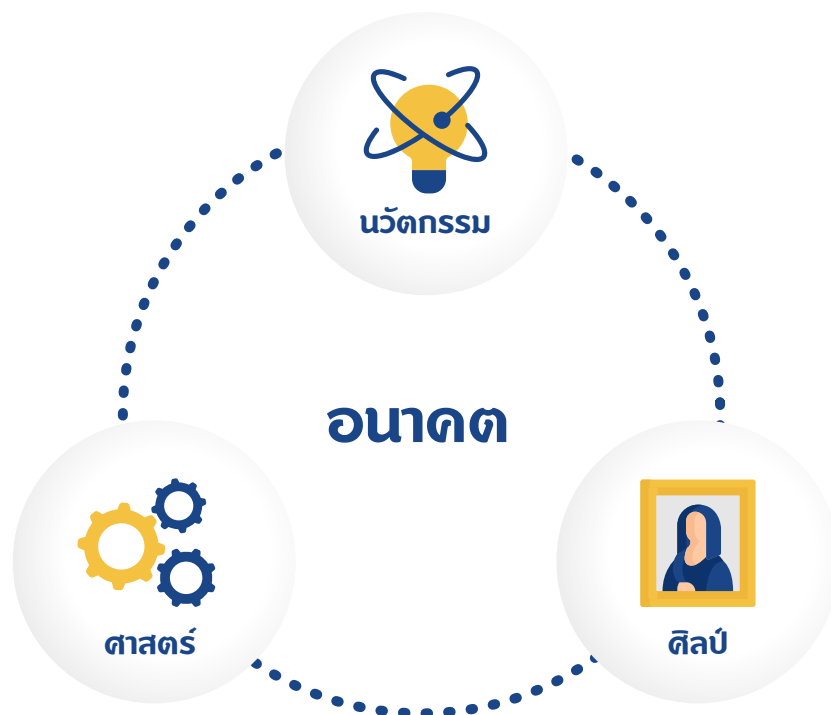 นวัตกรรม
อนาคต
ศาสตร์
ศิลป์